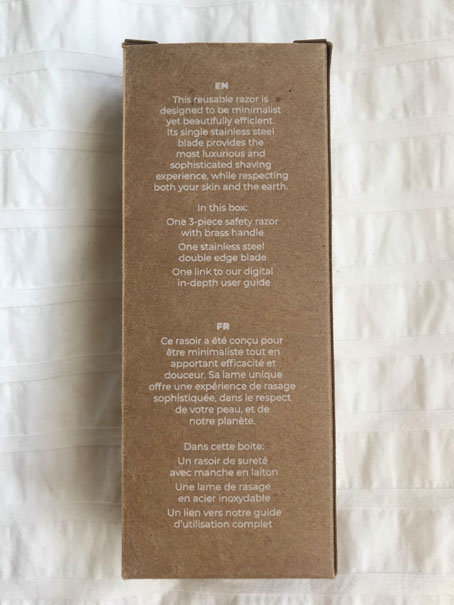 EN
This reusable razor is
designed to be minimalist
yet beautifully efficient.
Its single stainless steel
blade provides the
most luxurious and
sophisticated shaving
experience, while respecting
both your skin and the earth.
In this box:
One 3-piece safety razor
with brass handle
One stainless steel
double edge blade
One link to our digital
in-depth user guide
FR
Ce rasoir a été conçu pour
être minimaliste tout en
apportant efficacité et
douceur. Sa lame unique
offre une expérience de rasage
sophistiquée, dans le respect
de votre peau, et de
notre planète.
Dans cette boite:
Un rasoir de sureté
avec manche en laiton
Une lame de rasage
en acier inoxydable
Un lien vers notre guide
d'utilisation complet